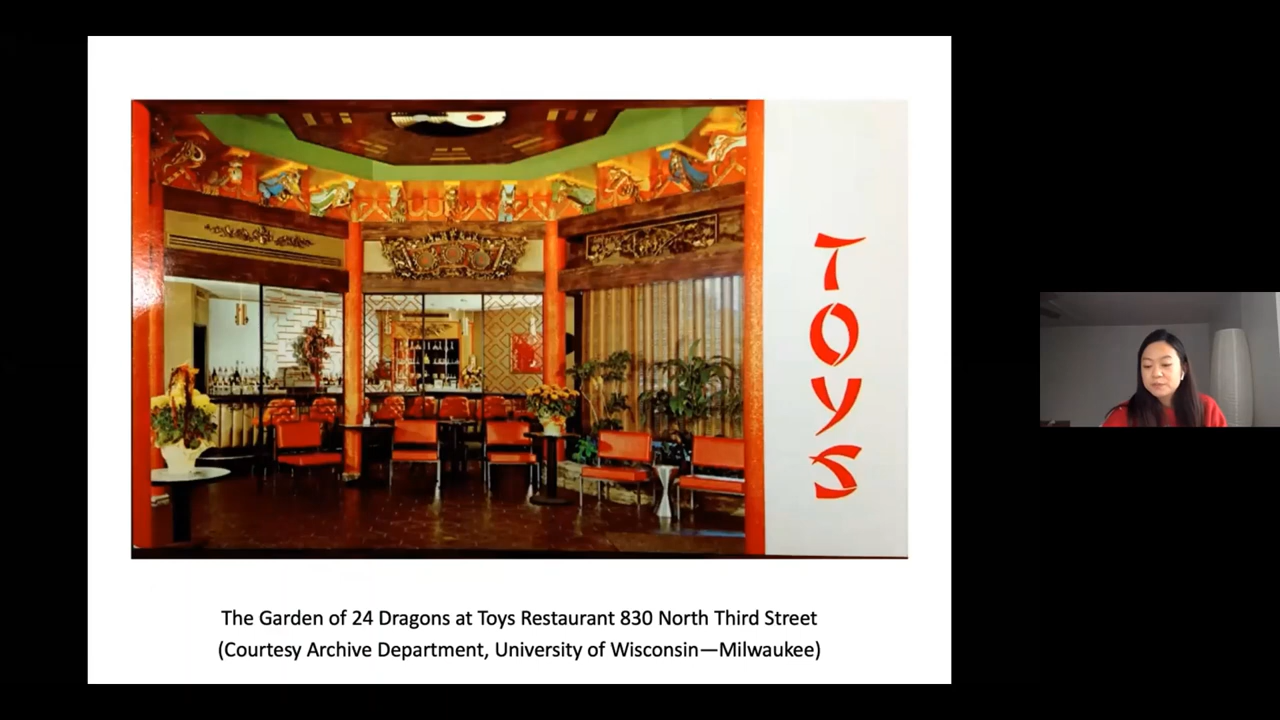 TOYS
The Garden of 24 Dragons at Toys Restaurant 830 North Third Street
(Courtesy Archive Department, University of Wisconsin—Milwaukee)